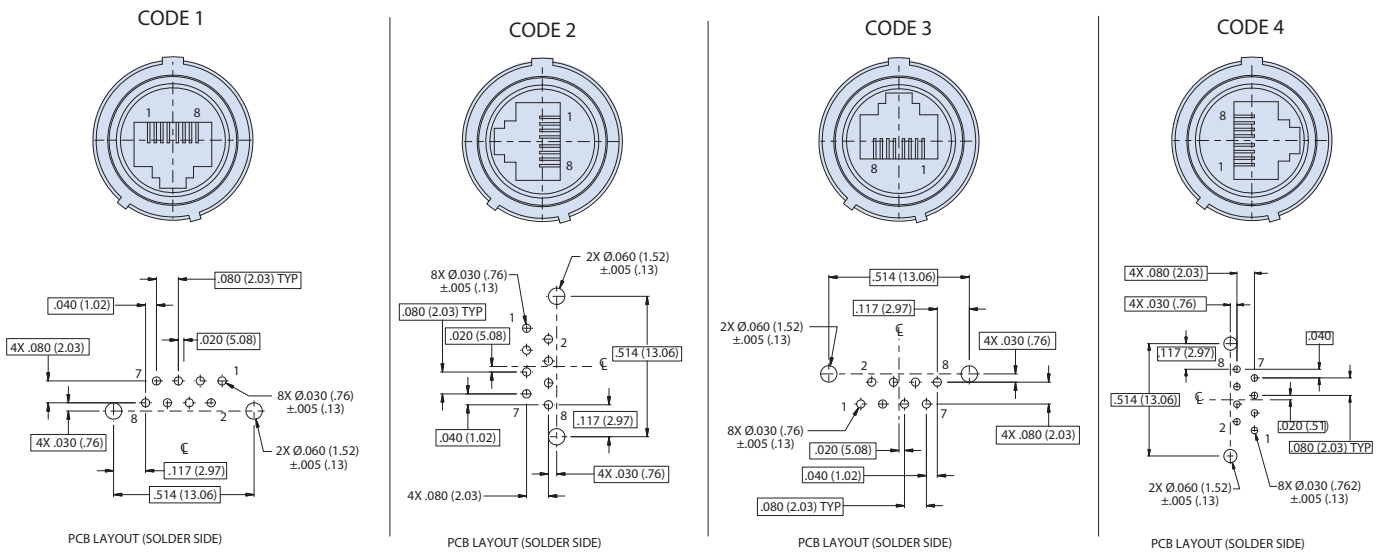 CODE 1
1 8
.080 (2.03) TYP
.040 (1.02)
.020 (5.08)
4X .080 (2.03)
7 1
8X Ø.030 (.76)
±.005 (.13)
8 2
4X .030 (.76)
℄
2X Ø.060 (1.52)
±.005 (.13)
.117 (2.97)
.514 (13.06)
PCB LAYOUT (SOLDER SIDE)
CODE 2
1
8
2X Ø.060 (1.52)
±.005 (.13)
8X Ø.030 (.76)
±.005 (.13)
.080 (2.03) TYP
1
.020 (5.08)
2
.514 (13.06)
℄
7 8
.117 (2.97)
.040 (1.02)
4X .030 (.76)
4X .080 (2.03)
PCB LAYOUT (SOLDER SIDE)
CODE 3
8 1
.514 (13.06)
.117 (2.97)
2X Ø.060 (1.52)
±.005 (.13)
℄
4X .030 (.76)
2 8
1 7
8X Ø.030 (.76)
±.005 (.13)
4X .080 (2.03)
.020 (5.08)
.040 (1.02)
.080 (2.03) TYP
PCB LAYOUT (SOLDER SIDE)
CODE 4
8
1
4X .080 (2.03)
4X .030 (.76)
.117 (2.97)
.040
8 7
.514 (13.06)
℄
2 1
.020 (.51)
.080 (2.03) TYP
2X Ø.060 (1.52)
±.005 (.13)
8X Ø.030 (.762)
±.005 (.13)
PCB LAYOUT (SOLDER SIDE)